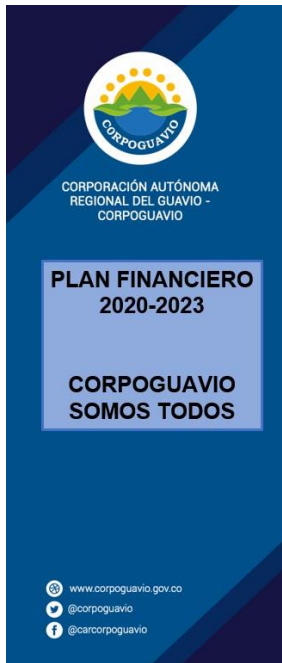 CORPOGUAVIO
CORPORACIÓN AUTÓNOMA
REGIONAL DEL GUAVIO -
CORPOGUAVIO
PLAN FINANCIERO
2020-2023
CORPOGUAVIO
SOMOS TODOS
www.corpoguavio.gov.co
@corpoguavio
@carcorpoguavio